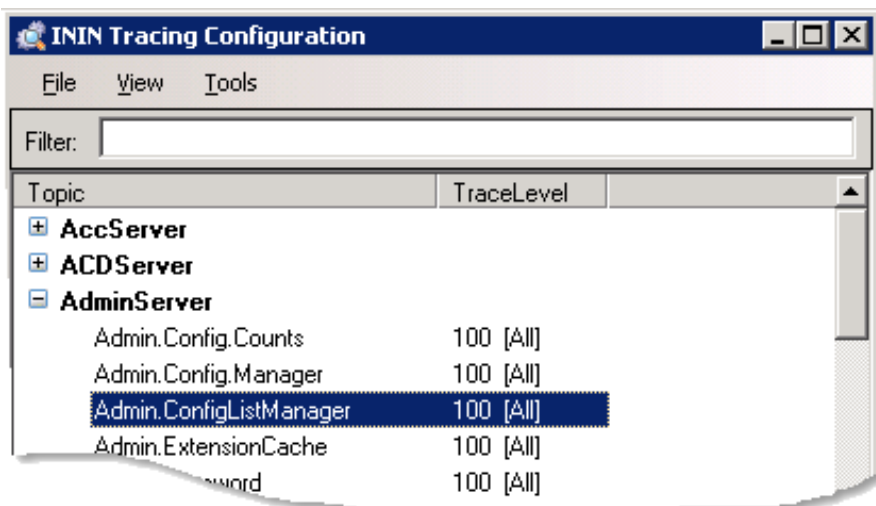 ININ Tracing Configuration
File View Tools
Filter:
Topic TraceLevel
AccServer
ACDServer
AdminServer
Admin.Config.Counts 100 [All]
Admin.Config.Manager 100 [All]
Admin.ConfigListManager 100 [All]
Admin.ExtensionCache 100 [All]
100 [All]